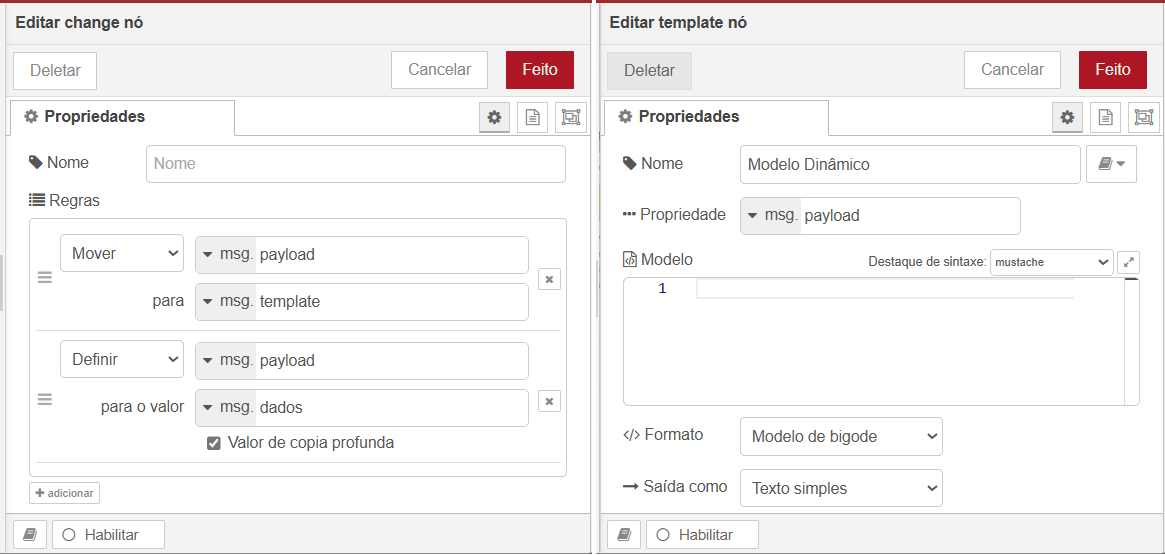 Editar change nó
Deletar
Cancelar
Feito
Propriedades
Nome
Nome
Regras
Mover
msg. payload
para
msg. template
Definir
msg. payload
para o valor
msg. dados
Valor de copia profunda
adicionar
Habilitar
Editar template nó
Deletar
Cancelar
Feito
Propriedades
Nome
Modelo Dinâmico
Propriedade
msg. payload
Modelo
Destaque de sintaxe:
mustache
1
Formato
Modelo de bigode
Saída como
Texto simples
Habilitar